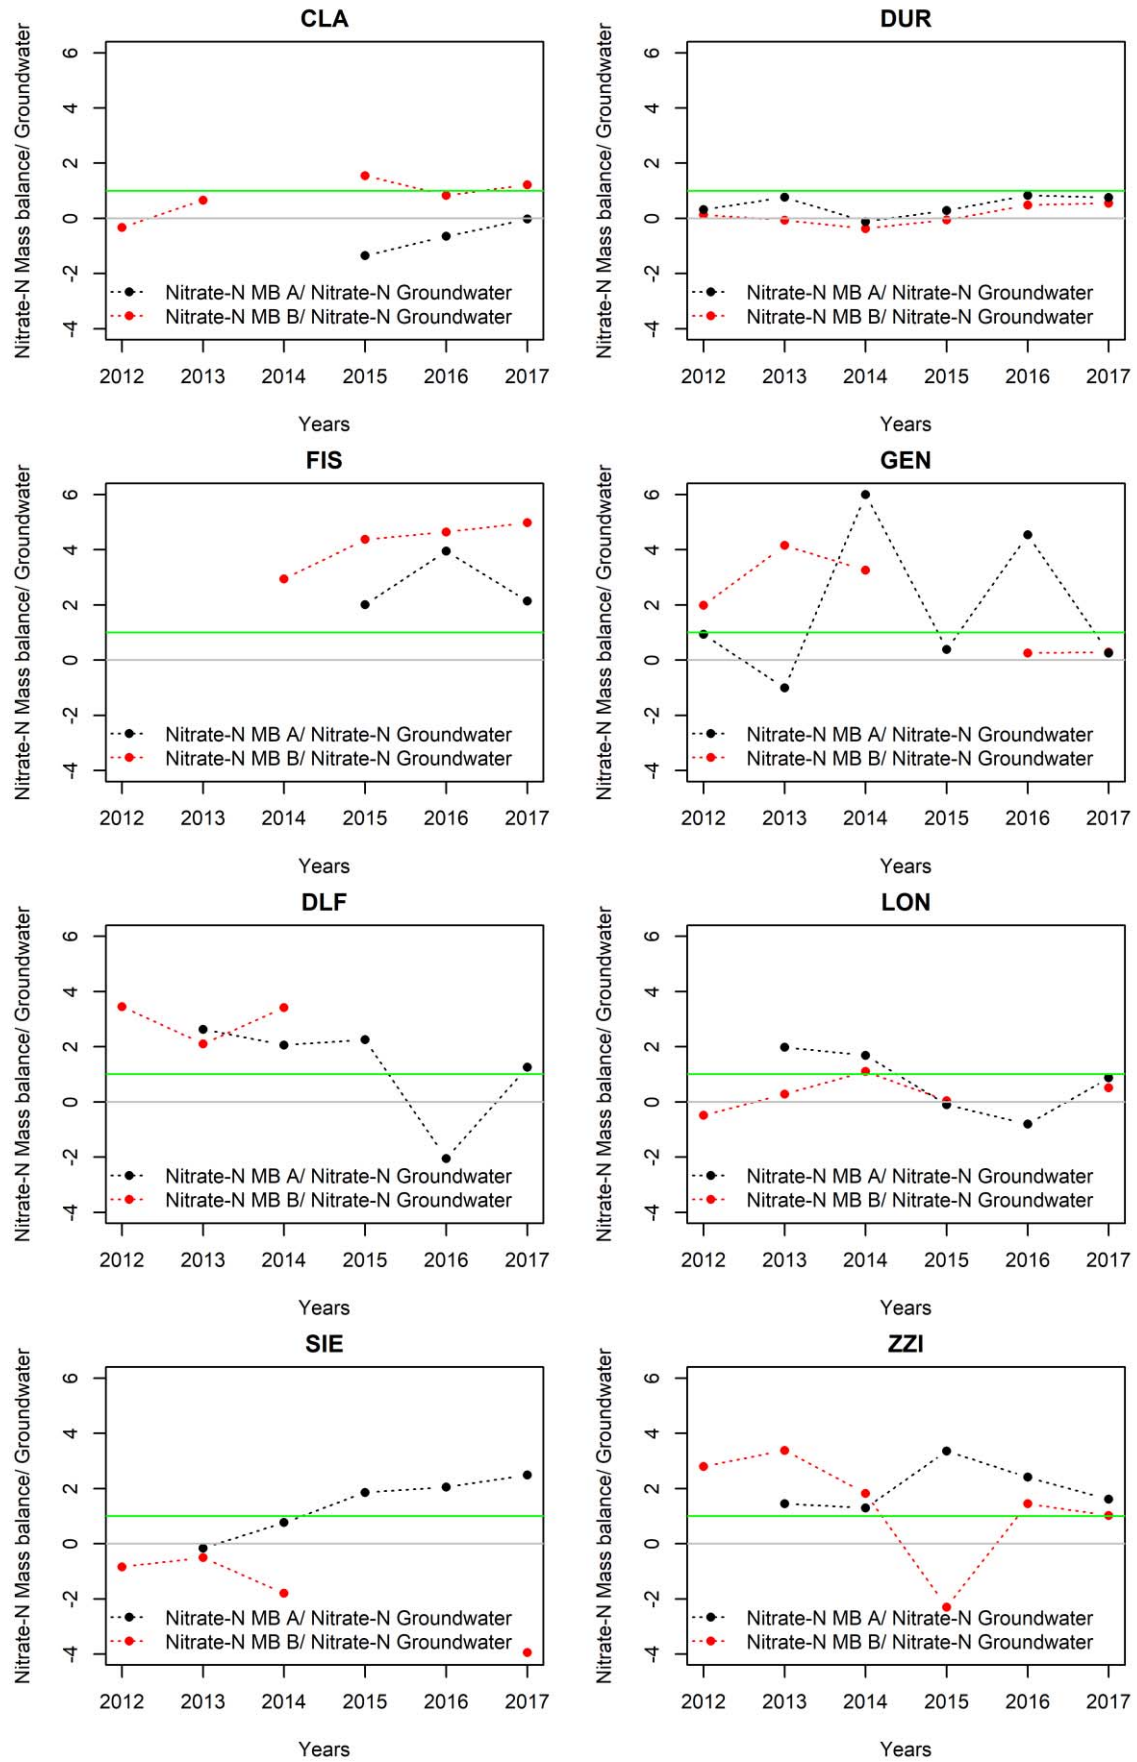 CLA
Nitrate-N Mass balance/ Groundwater
6
4
2
0
-2
-4
Nitrate-N MB A/ Nitrate-N Groundwater
Nitrate-N MB B/ Nitrate-N Groundwater
2012 2013 2014 2015 2016 2017
Years
DUR
Nitrate-N Mass balance/ Groundwater
6
4
2
0
-2
-4
Nitrate-N MB A/ Nitrate-N Groundwater
Nitrate-N MB B/ Nitrate-N Groundwater
2012 2013 2014 2015 2016 2017
Years
FIS
Nitrate-N Mass balance/ Groundwater
6
4
2
0
-2
-4
Nitrate-N MB A/ Nitrate-N Groundwater
Nitrate-N MB B/ Nitrate-N Groundwater
2012 2013 2014 2015 2016 2017
Years
GEN
Nitrate-N Mass balance/ Groundwater
6
4
2
0
-2
-4
Nitrate-N MB A/ Nitrate-N Groundwater
Nitrate-N MB B/ Nitrate-N Groundwater
2012 2013 2014 2015 2016 2017
Years
DLF
Nitrate-N Mass balance/ Groundwater
6
4
2
0
-2
-4
Nitrate-N MB A/ Nitrate-N Groundwater
Nitrate-N MB B/ Nitrate-N Groundwater
2012 2013 2014 2015 2016 2017
Years
LON
Nitrate-N Mass balance/ Groundwater
6
4
2
0
-2
-4
Nitrate-N MB A/ Nitrate-N Groundwater
Nitrate-N MB B/ Nitrate-N Groundwater
2012 2013 2014 2015 2016 2017
Years
SIE
Nitrate-N Mass balance/ Groundwater
6
4
2
0
-2
-4
Nitrate-N MB A/ Nitrate-N Groundwater
Nitrate-N MB B/ Nitrate-N Groundwater
2012 2013 2014 2015 2016 2017
Years
ZZI
Nitrate-N Mass balance/ Groundwater
6
4
2
0
-2
-4
Nitrate-N MB A/ Nitrate-N Groundwater
Nitrate-N MB B/ Nitrate-N Groundwater
2012 2013 2014 2015 2016 2017
Years